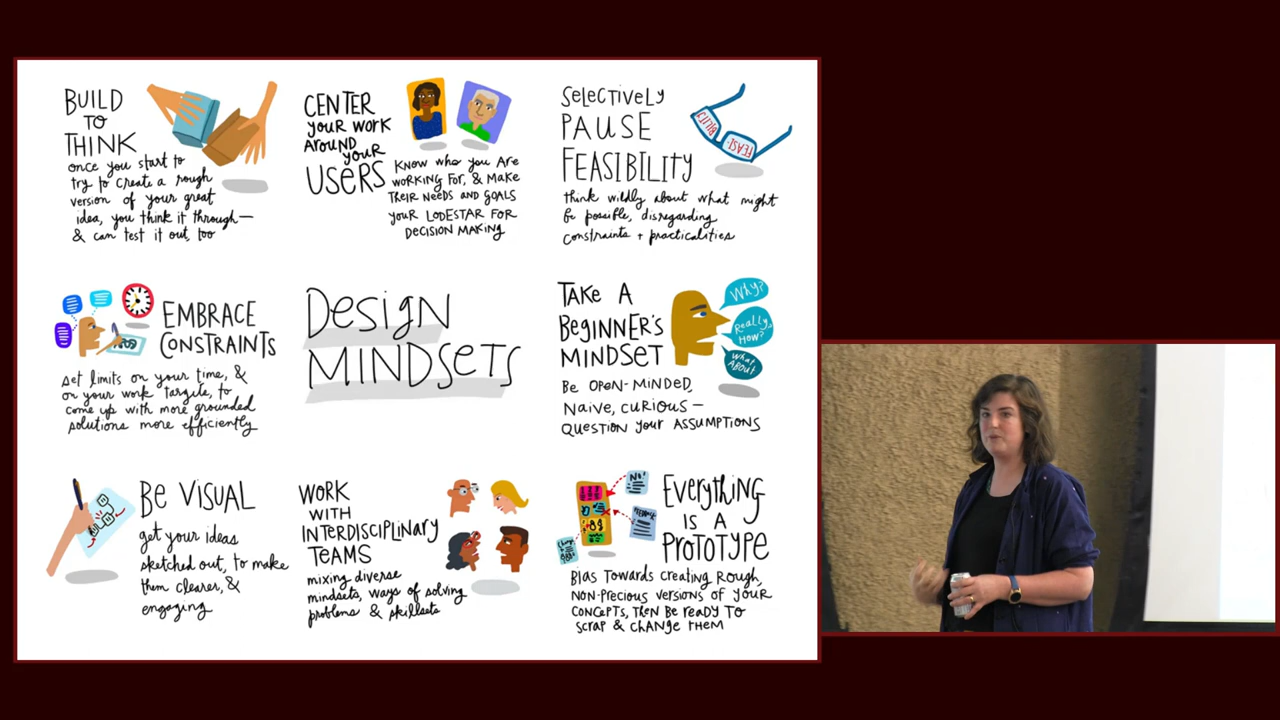 BUILD
TO
THINK
once you start to
try to create a rough
version of your great
idea, you think it through—
& can test it out, too
CENTER
your WORK
AROUND
your
USERS
KNOW who you ARE
WORKING FOR, & MAKE
THEIR NEEDS AND GOALS
your LODESTAR FOR
DECISION MAKING
SELECTIVELY
PAUSE
FEASIBILITY
think wildly about what might
be possible, disregarding
constraints + practicalities
FEASI-
BILITY
EMBRACE
CONSTRAINTS
set limits on your time, &
on your work targets, to
come up with more grounded
solutions more efficiently
Design
MINDSETS
TAKE A
BEGINNER'S
MINDSET
Why?
Really,
How?
What
ABOUT
BE OPEN-MINDED,
NAIVE, CURIOUS—
QUESTION your ASSUMPTIONS
BE VISUAL
get your ideas
sketched out, to make
them clearer, &
engaging
WORK
WITH
INTERDISCIPLINARY
TEAMS
mixing diverse
mindsets, ways of solving
problems & skillsets
NO!
EVERYTHING
IS A
PROTOTYPE
BIAS TOWARDS CREATING ROUGH,
NON-PRECIOUS VERSIONS OF YOUR
CONCEPTS, THEN BE READY TO
SCRAP & CHANGE THEM